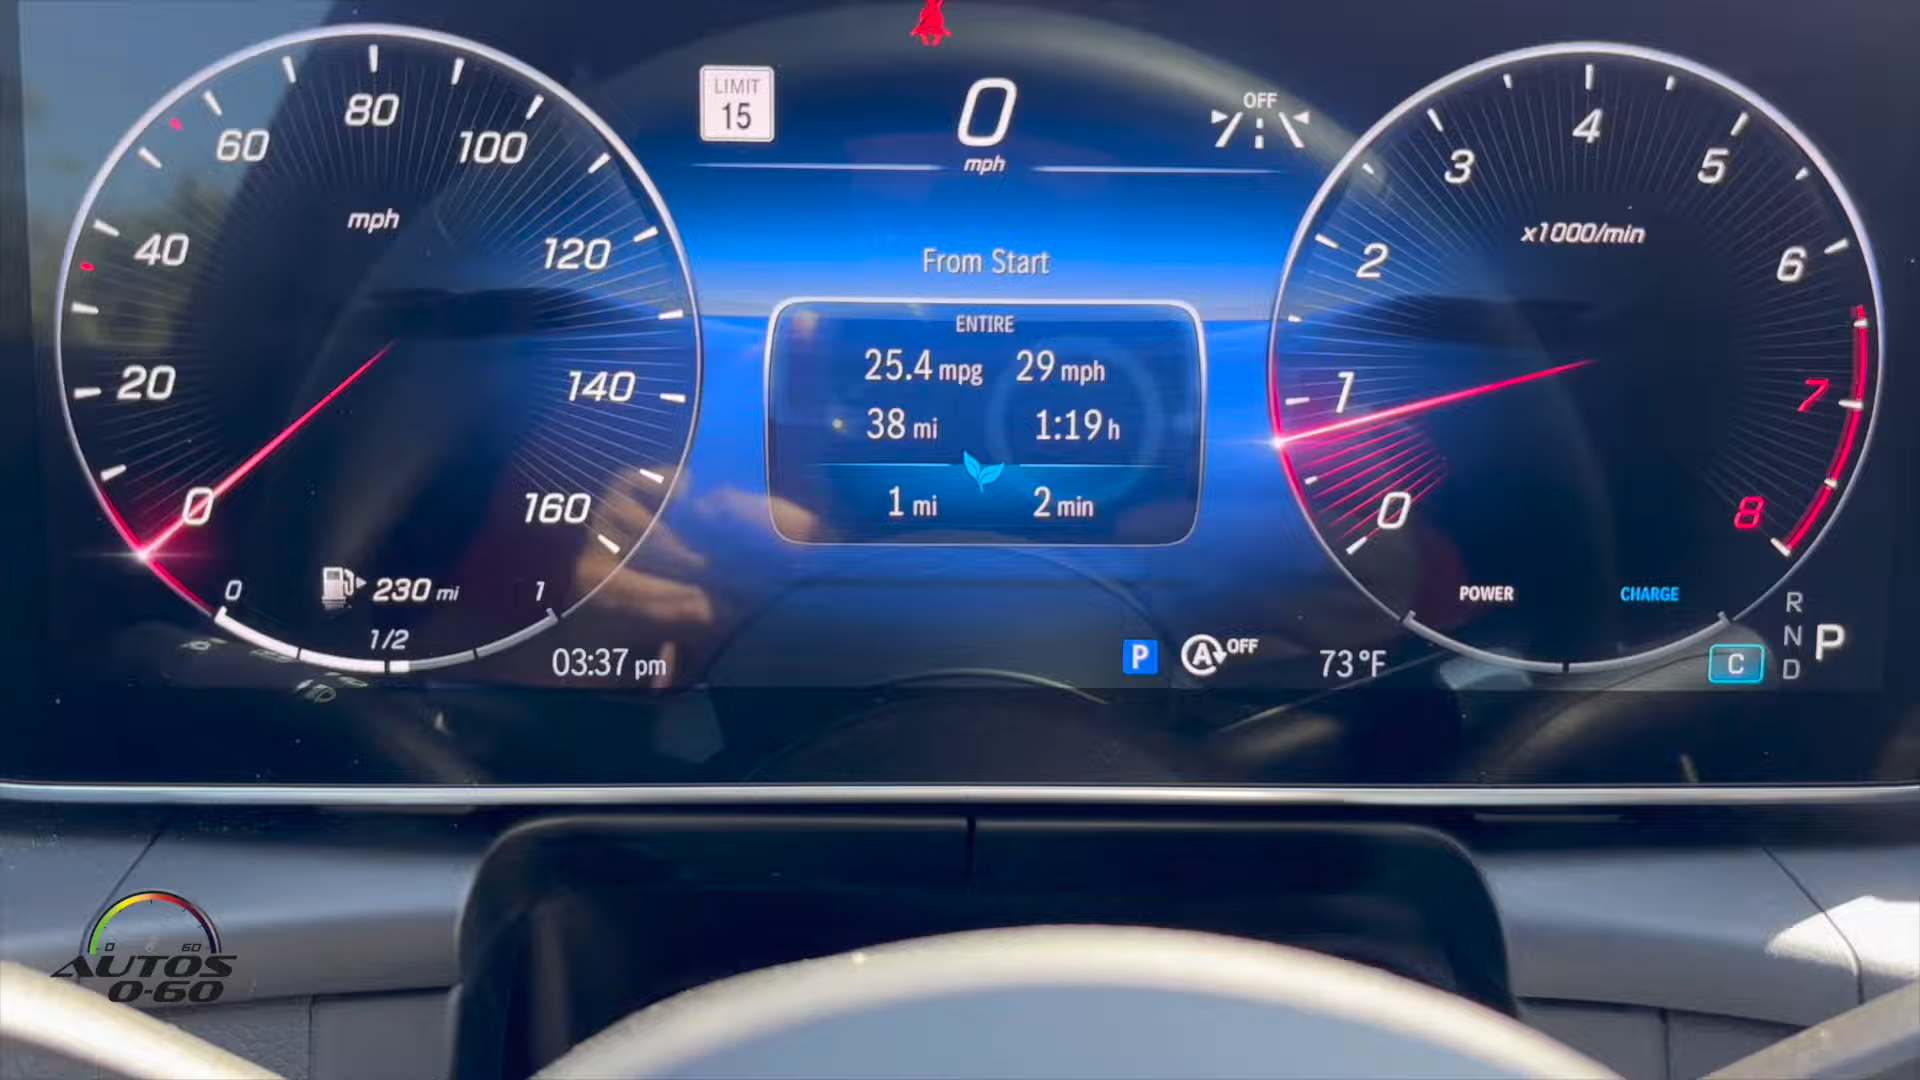 LIMIT
15
0
mph
OFF
0
20
40
60
80
100
120
140
160
mph
230 mi
0
1/2
1
03:37 pm
From Start
ENTIRE
25.4 mpg 29 mph
38 mi 1:19 h
1 mi 2 min
P
A OFF
73°F
0
1
2
3
4
5
6
7
8
x1000/min
POWER
CHARGE
C
R
N
D
P
0 60
AUTOS
0-60